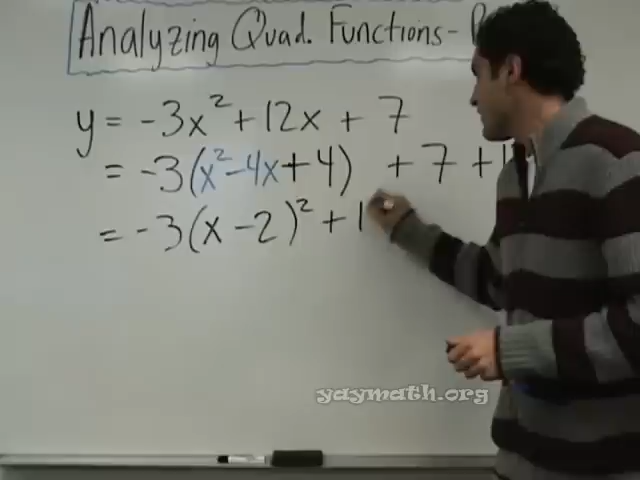 Analyzing Quad. Functions -
y = -3x² + 12x + 7
= -3(x² - 4x + 4) + 7 +
= -3(x - 2)² + 1
yaymath.org